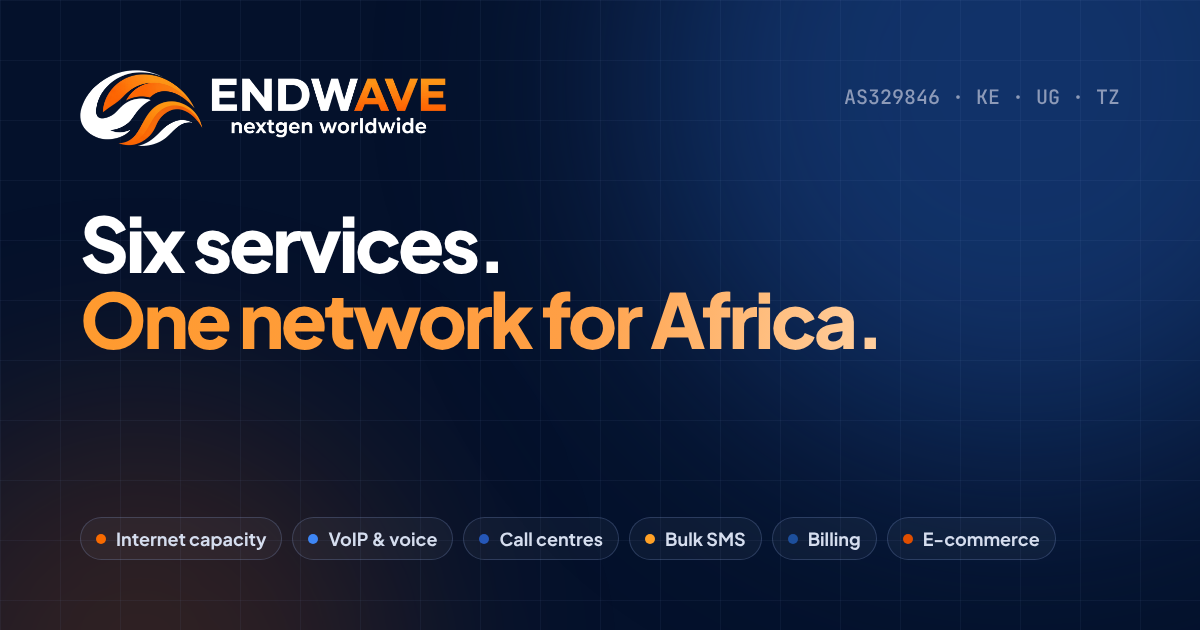 ENDWAVE
nextgen worldwide
AS329846 · KE · UG · TZ
Six services.
One network for Africa.
Internet capacity
VoIP & voice
Call centres
Bulk SMS
Billing
E-commerce